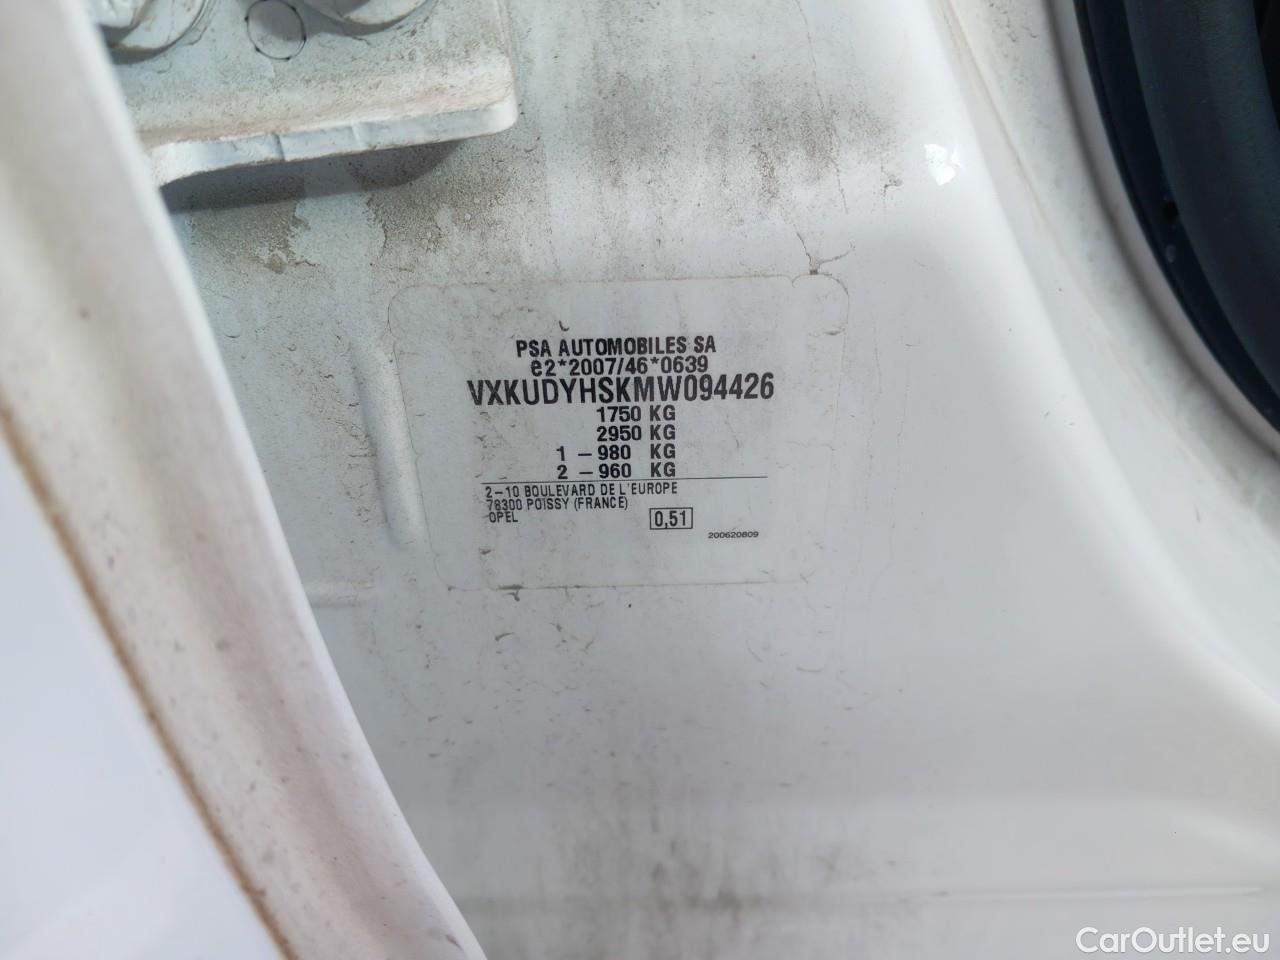 PSA AUTOMOBILES SA
e2*2007/46*0639
VXKUDYHSKMW094426
1750 KG
2950 KG
1 – 980 KG
2 – 960 KG
2–10 BOULEVARD DE L'EUROPE
78300 POISSY (FRANCE)
OPEL
0,51
200620809
CarOutlet.eu